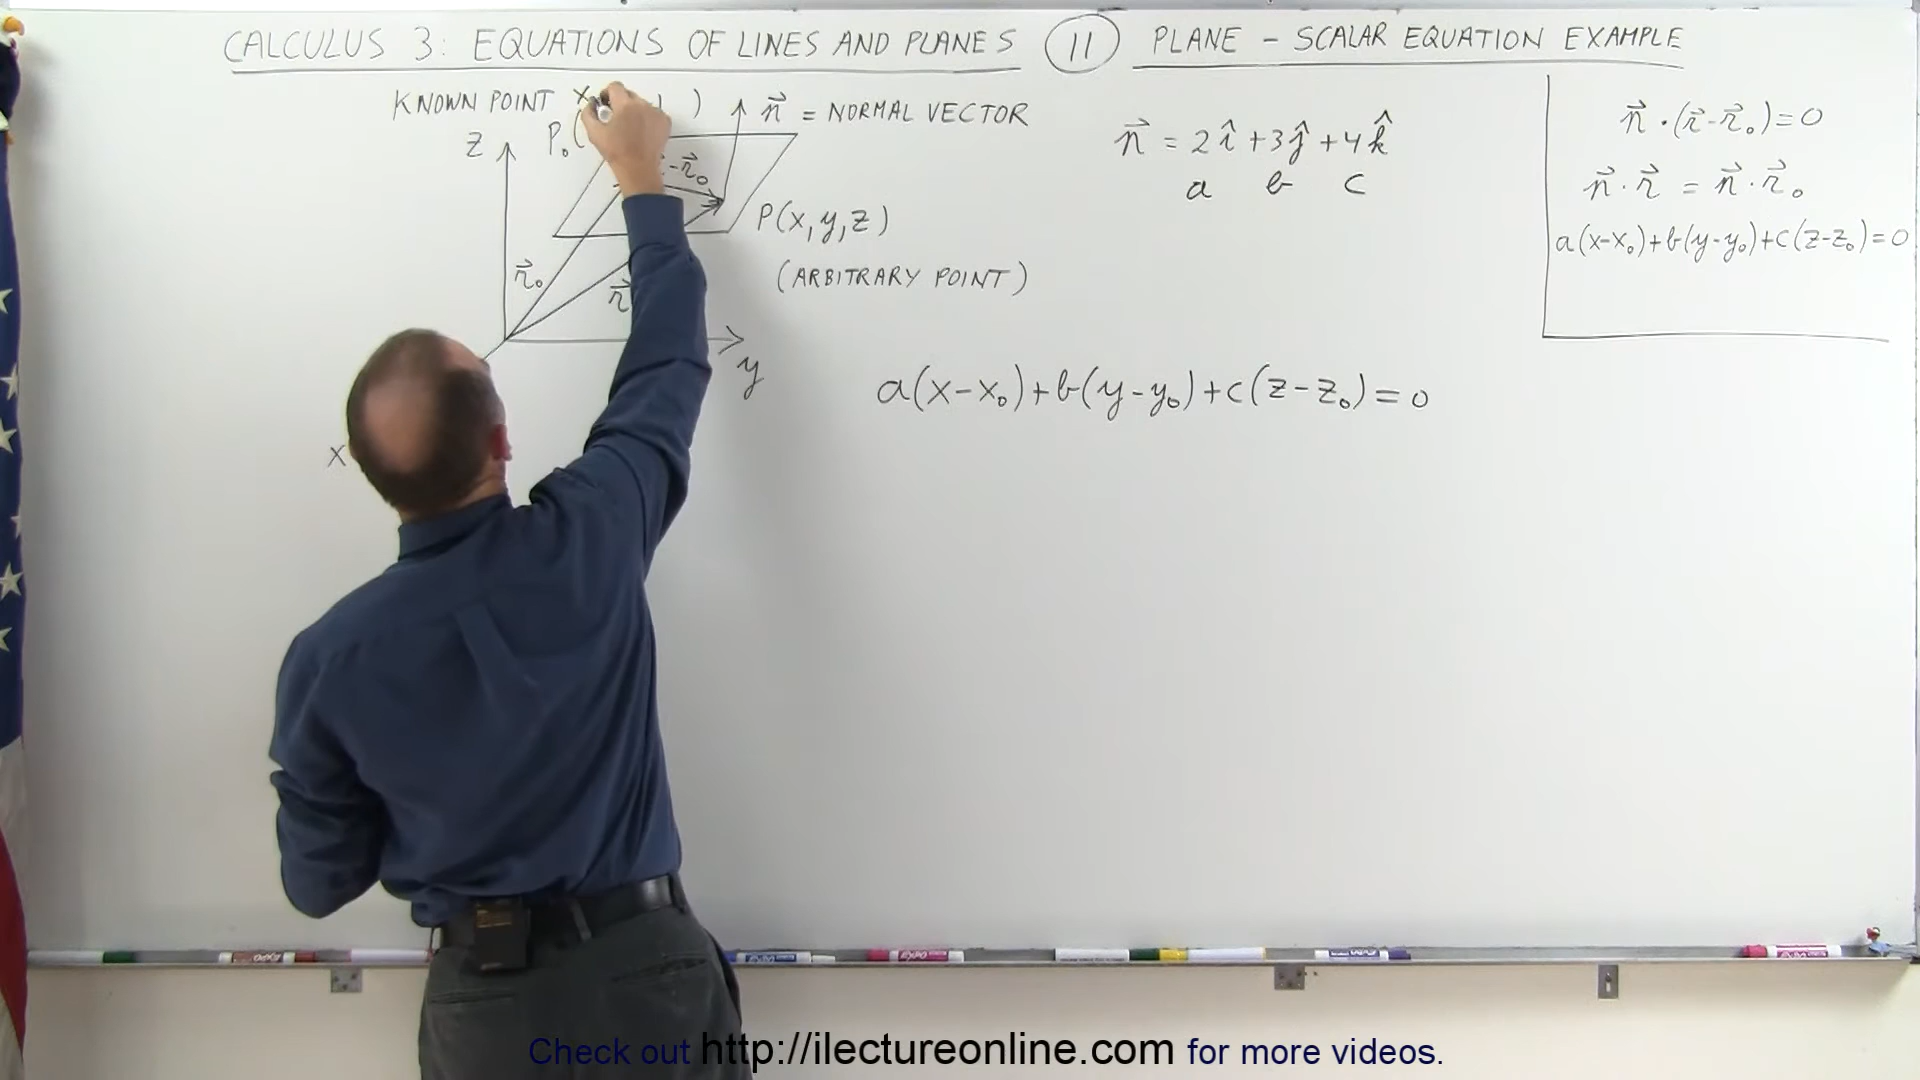 CALCULUS 3: EQUATIONS OF LINES AND PLANES (11) PLANE – SCALAR EQUATION EXAMPLE
KNOWN POINT x
P₀( , )
n⃗ = NORMAL VECTOR
z
-r⃗₀
P(x,y,z)
(ARBITRARY POINT)
r⃗₀
r⃗
y
x
n⃗ = 2î+3ĵ+4k̂
a b c
a(x-x₀)+b(y-y₀)+c(z-z₀)=0
n⃗·(r⃗-r⃗₀)=0
n⃗·r⃗ = n⃗·r⃗₀
a(x-x₀)+b(y-y₀)+c(z-z₀)=0
EXPO
Check out http://ilectureonline.com for more videos.